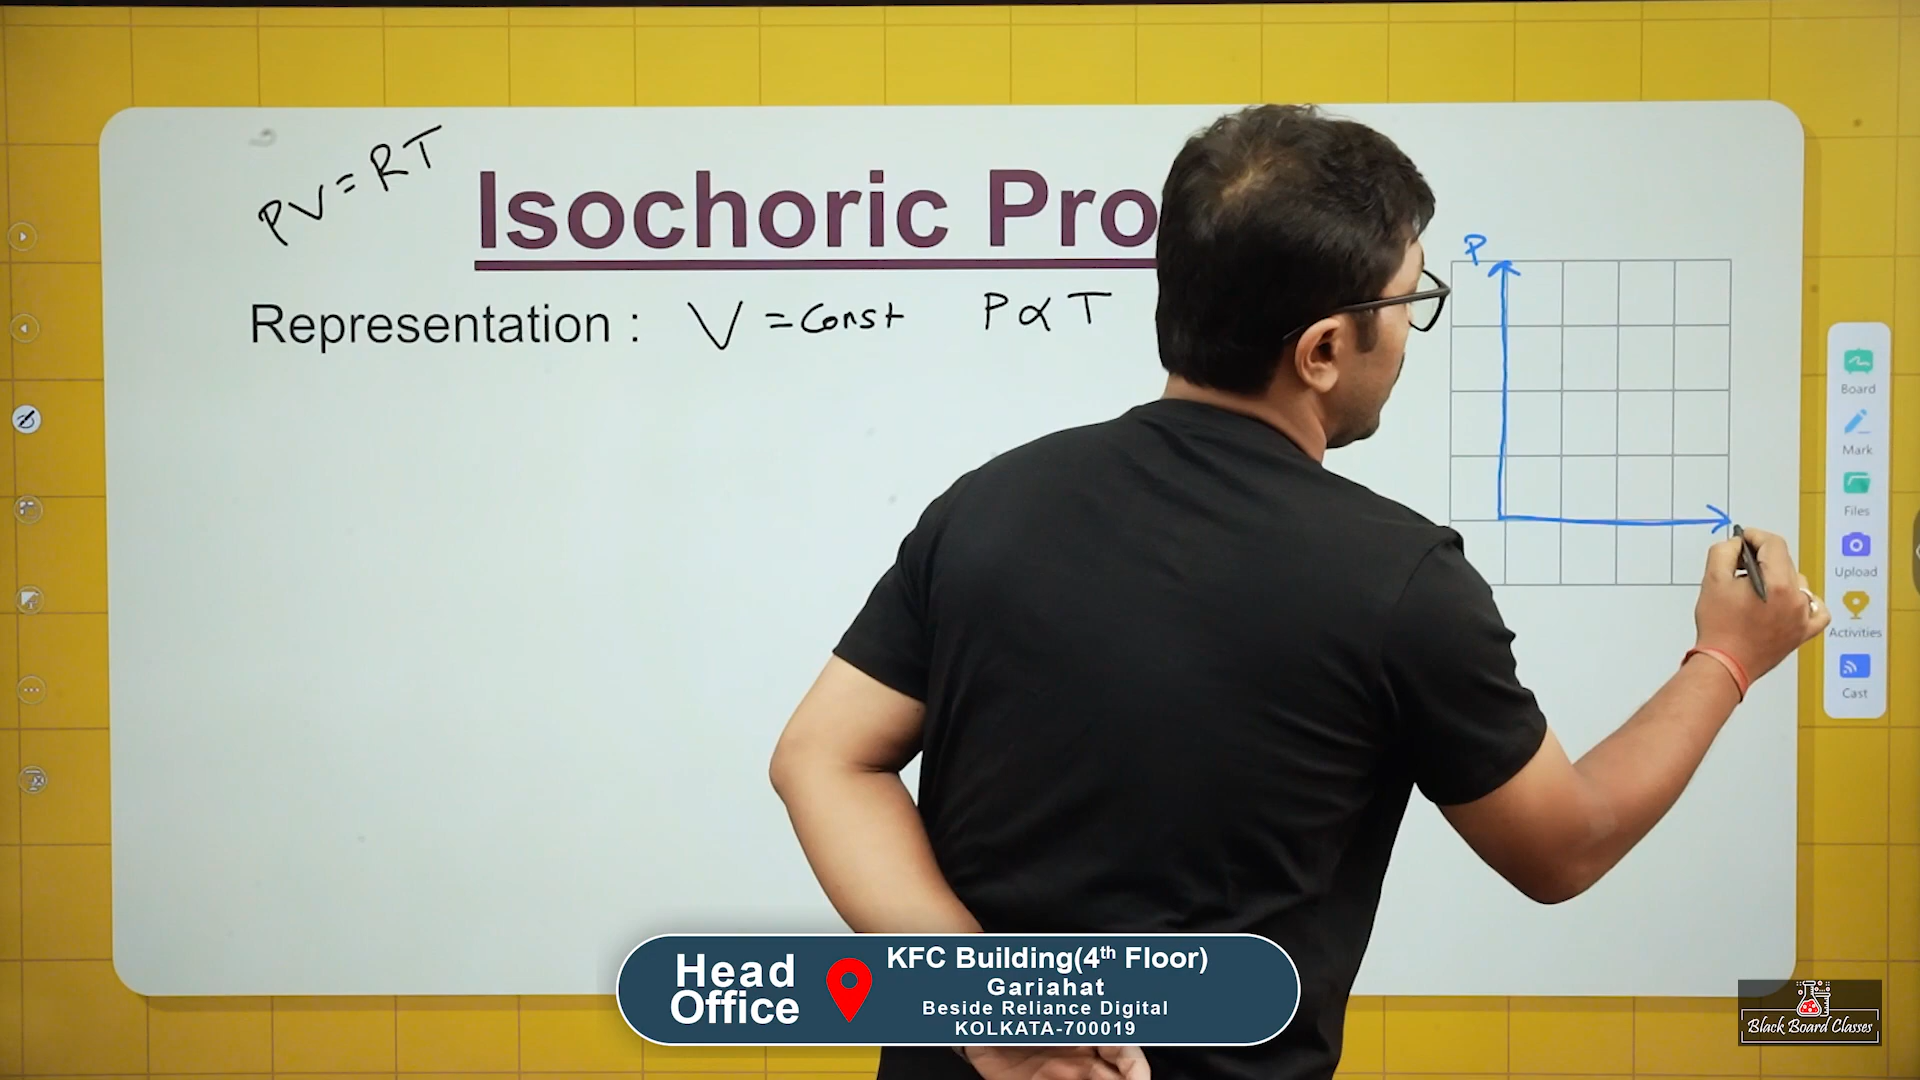 PV = RT
Isochoric Pro
Representation : V = Const P ∝ T
P
Board
Mark
Files
Upload
Activities
Cast
Head
Office
KFC Building(4th Floor)
Gariahat
Beside Reliance Digital
KOLKATA-700019
Black Board Classes